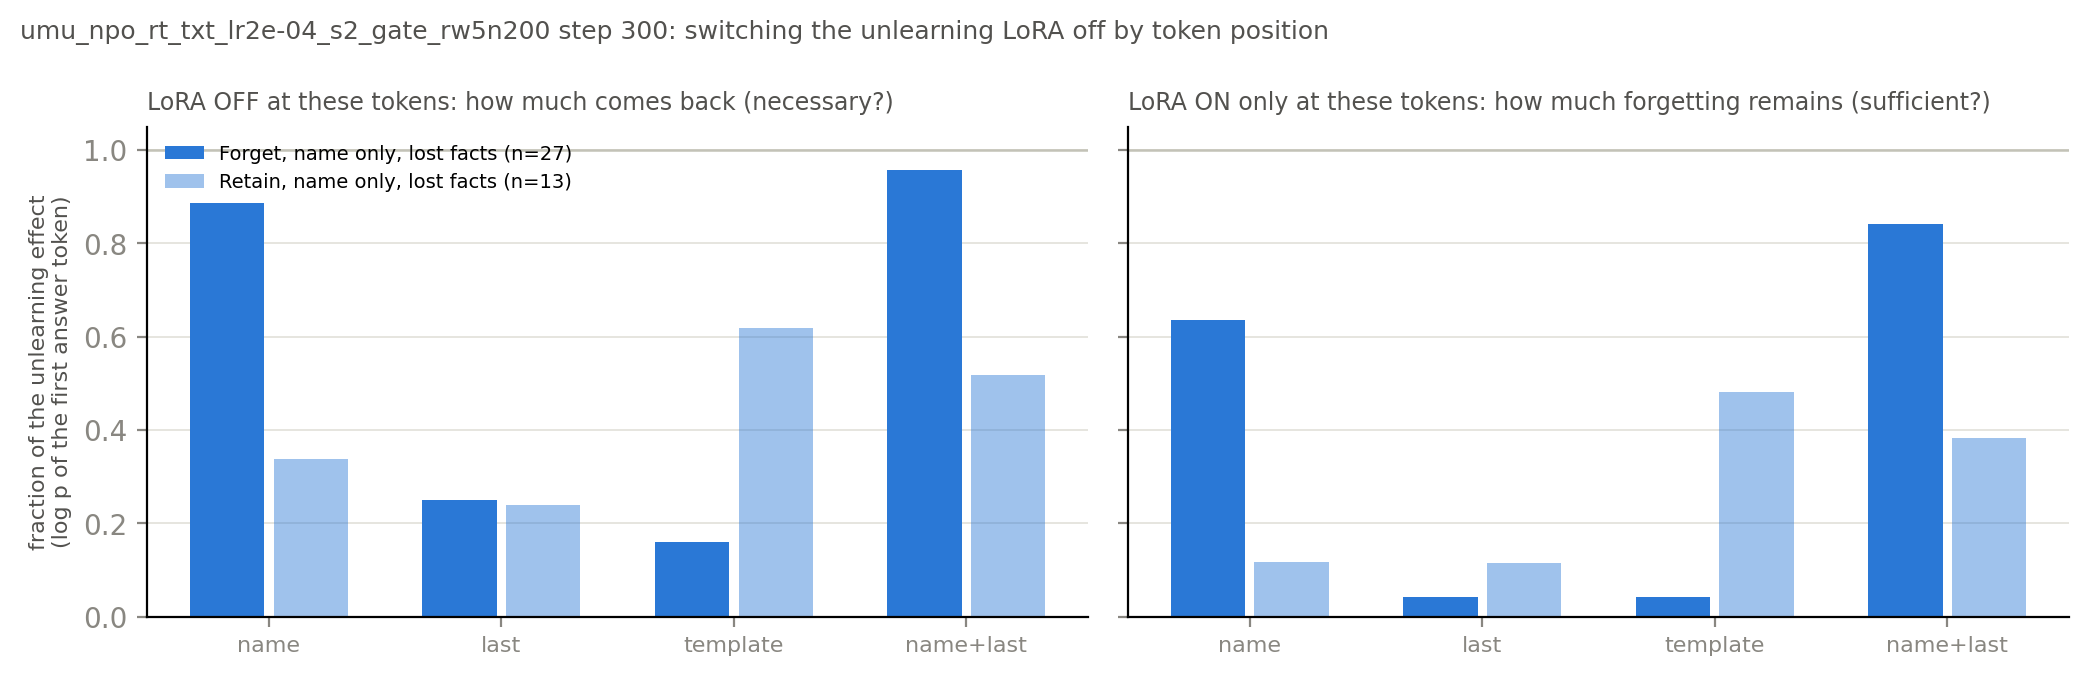 umu_npo_rt_txt_lr2e-04_s2_gate_rw5n200 step 300: switching the unlearning LoRA off by token position
LoRA OFF at these tokens: how much comes back (necessary?)
LoRA ON only at these tokens: how much forgetting remains (sufficient?)
fraction of the unlearning effect
(log p of the first answer token)
1.0
0.8
0.6
0.4
0.2
0.0
Forget, name only, lost facts (n=27)
Retain, name only, lost facts (n=13)
name
last
template
name+last
name
last
template
name+last